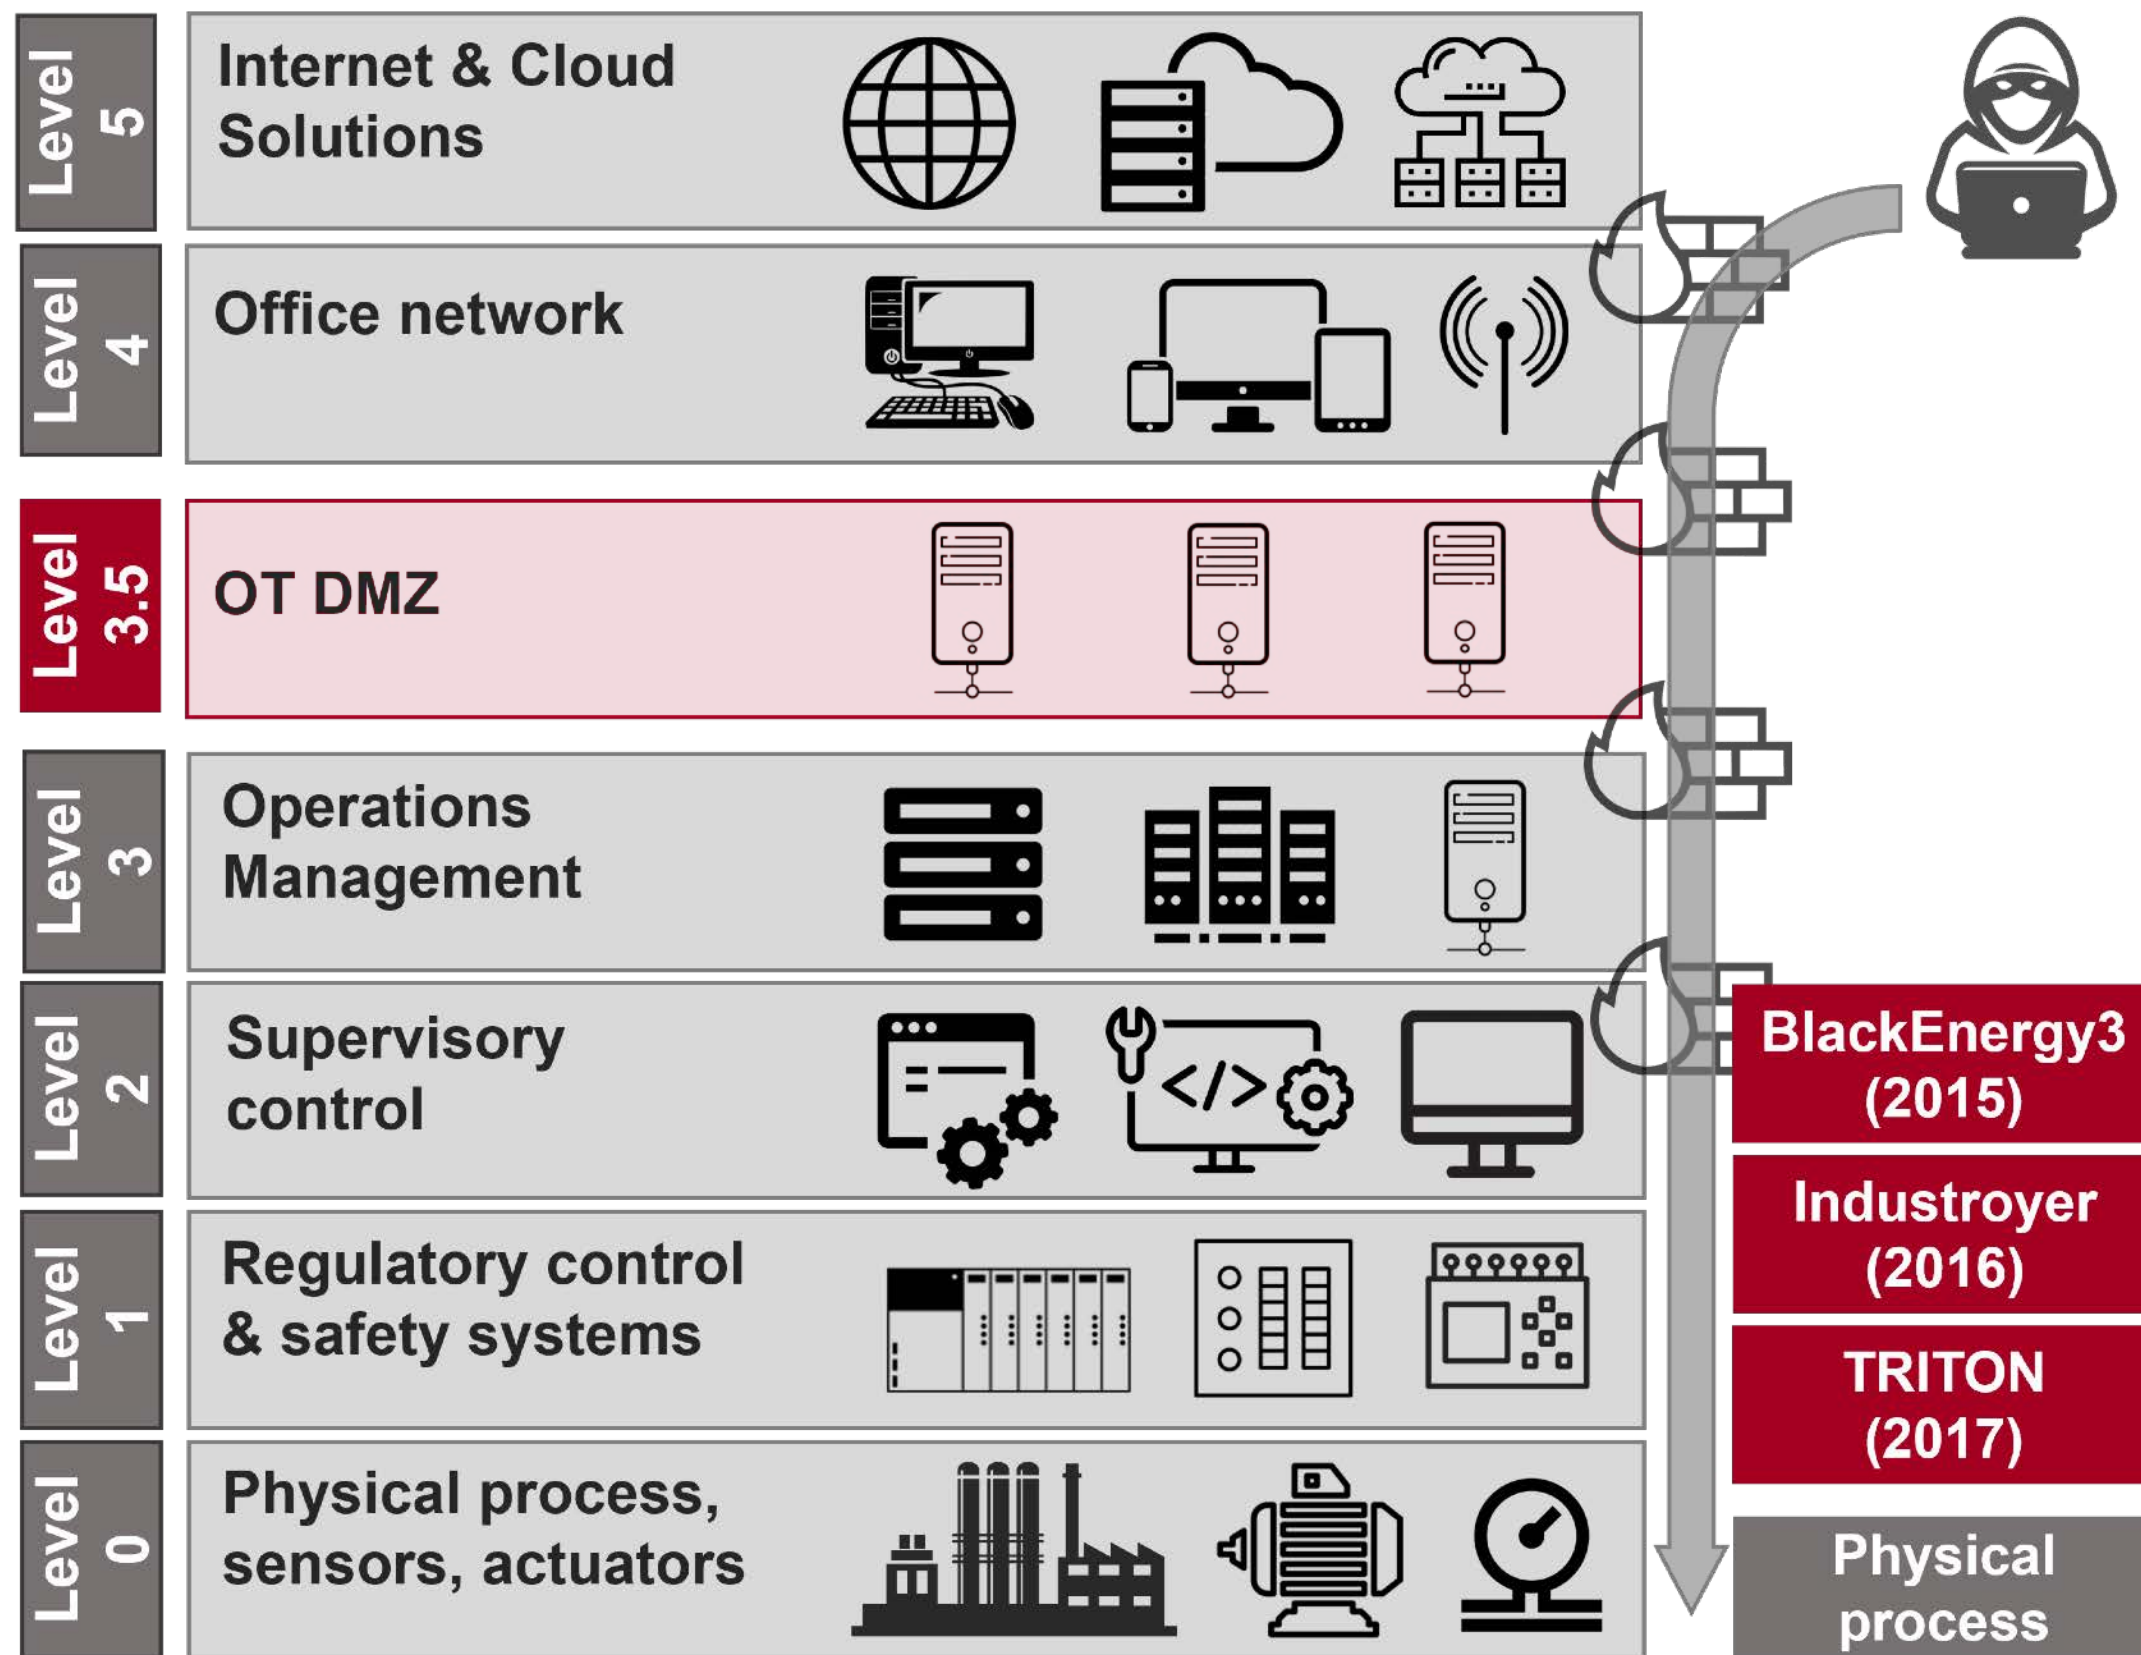 Level
5
Internet & Cloud
Solutions
Level
4
Office network
Level
3.5
OT DMZ
Level
3
Operations
Management
Level
2
Supervisory
control
BlackEnergy3
(2015)
Level
1
Regulatory control
& safety systems
Industroyer
(2016)
TRITON
(2017)
Level
0
Physical process,
sensors, actuators
Physical
process